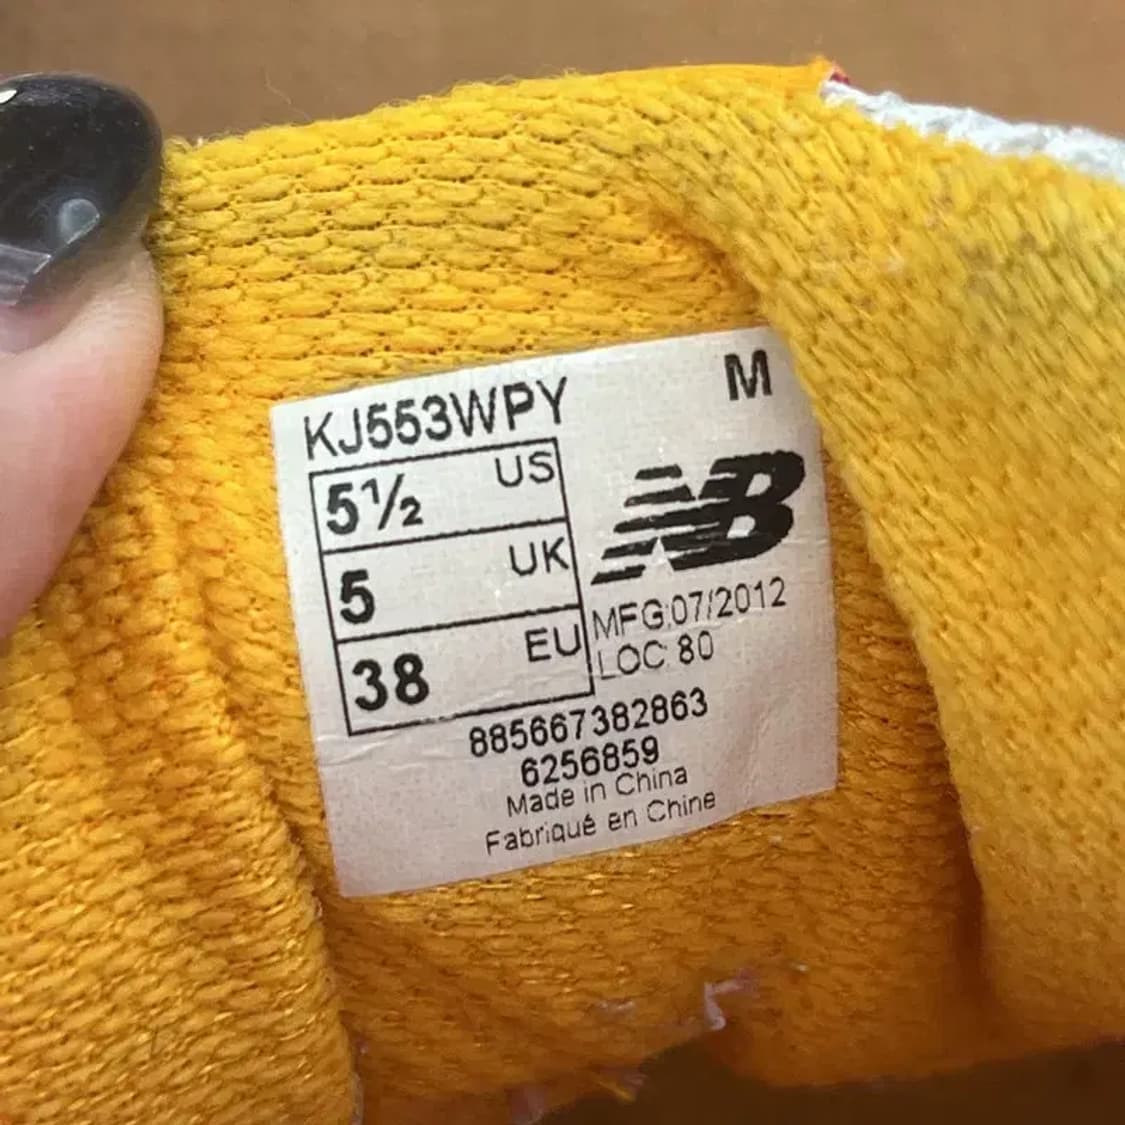 KJ553WPY M
5½ US
5 UK
38 EU
NB
MFG:07/2012
LOC: 80
885667382863
6256859
Made in China
Fabriqué en Chine